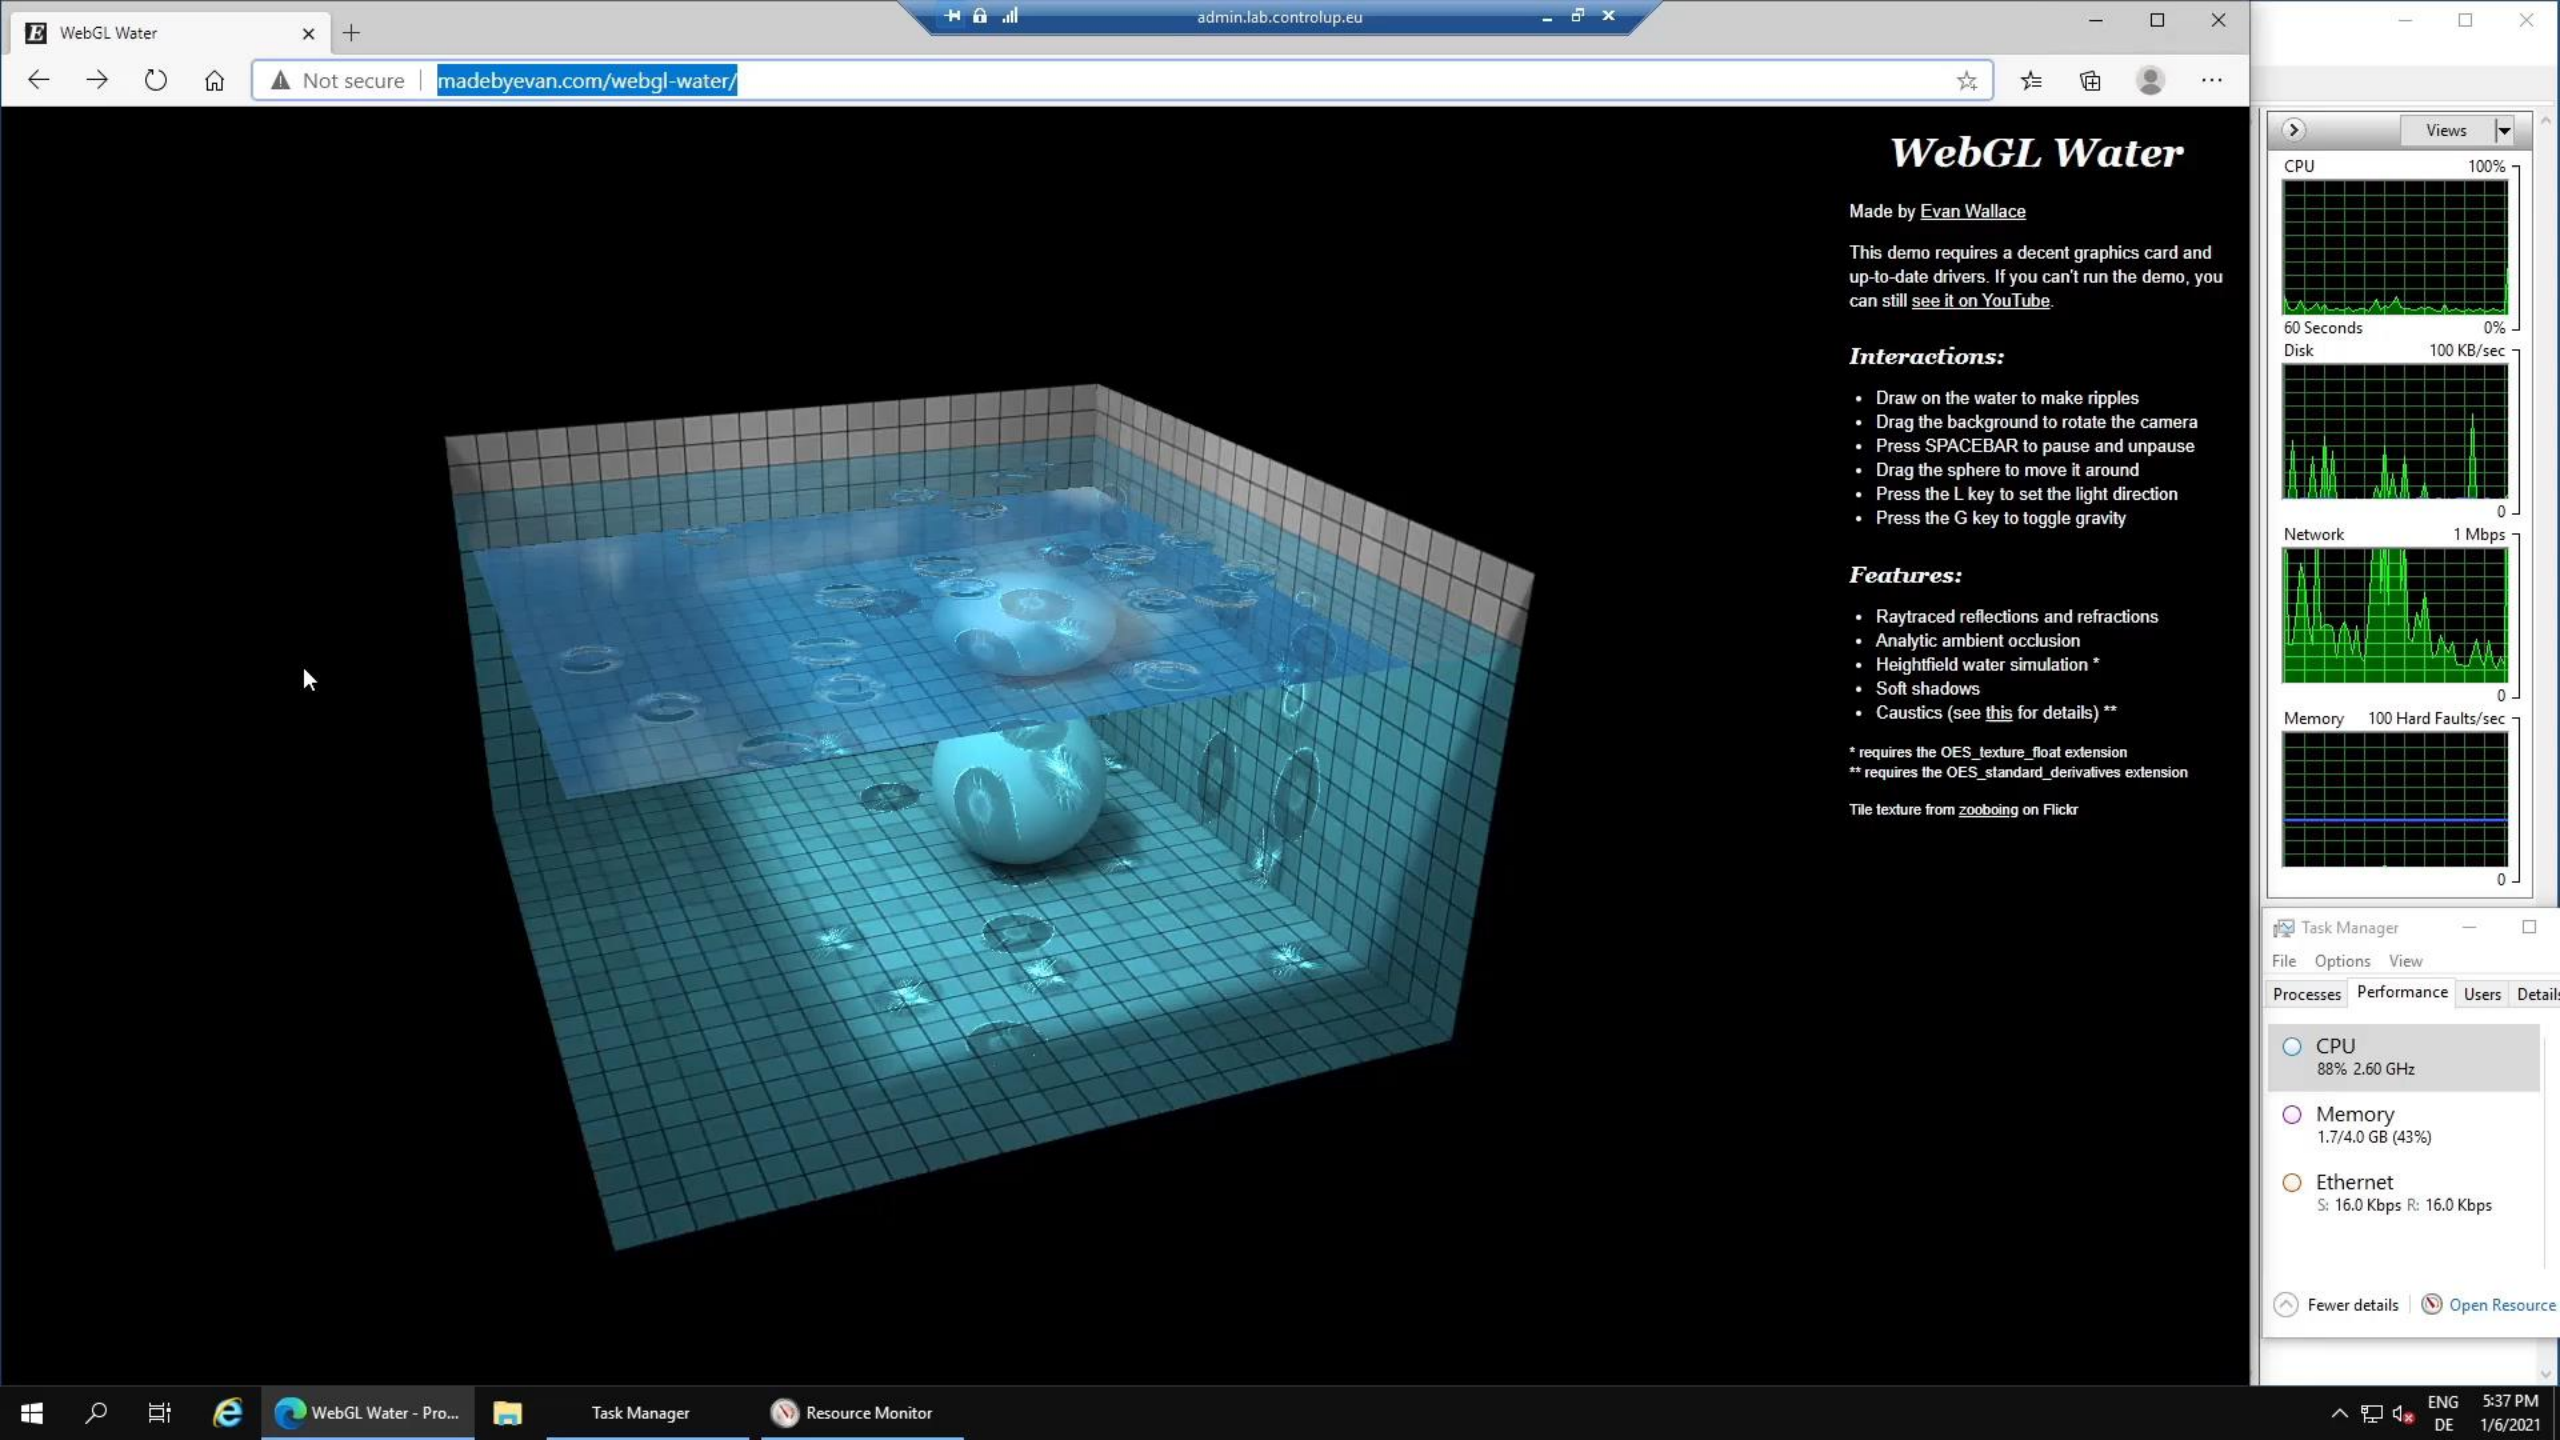 WebGL Water
admin.lab.controlup.eu
Not secure
madebyevan.com/webgl-water/
WebGL Water
Made by Evan Wallace
This demo requires a decent graphics card and
up-to-date drivers. If you can't run the demo, you
can still see it on YouTube.
Interactions:
• Draw on the water to make ripples
• Drag the background to rotate the camera
• Press SPACEBAR to pause and unpause
• Drag the sphere to move it around
• Press the L key to set the light direction
• Press the G key to toggle gravity
Features:
• Raytraced reflections and refractions
• Analytic ambient occlusion
• Heightfield water simulation *
• Soft shadows
• Caustics (see this for details) **
* requires the OES_texture_float extension
** requires the OES_standard_derivatives extension
Tile texture from zooboing on Flickr
Views
CPU 100%
60 Seconds 0%
Disk 100 KB/sec
0
Network 1 Mbps
0
Memory 100 Hard Faults/sec
0
Task Manager
File Options View
Processes Performance Users Details
CPU
88% 2.60 GHz
Memory
1.7/4.0 GB (43%)
Ethernet
S: 16.0 Kbps R: 16.0 Kbps
Fewer details Open Resource
WebGL Water - Pro...
Task Manager
Resource Monitor
ENG
DE
5:37 PM
1/6/2021